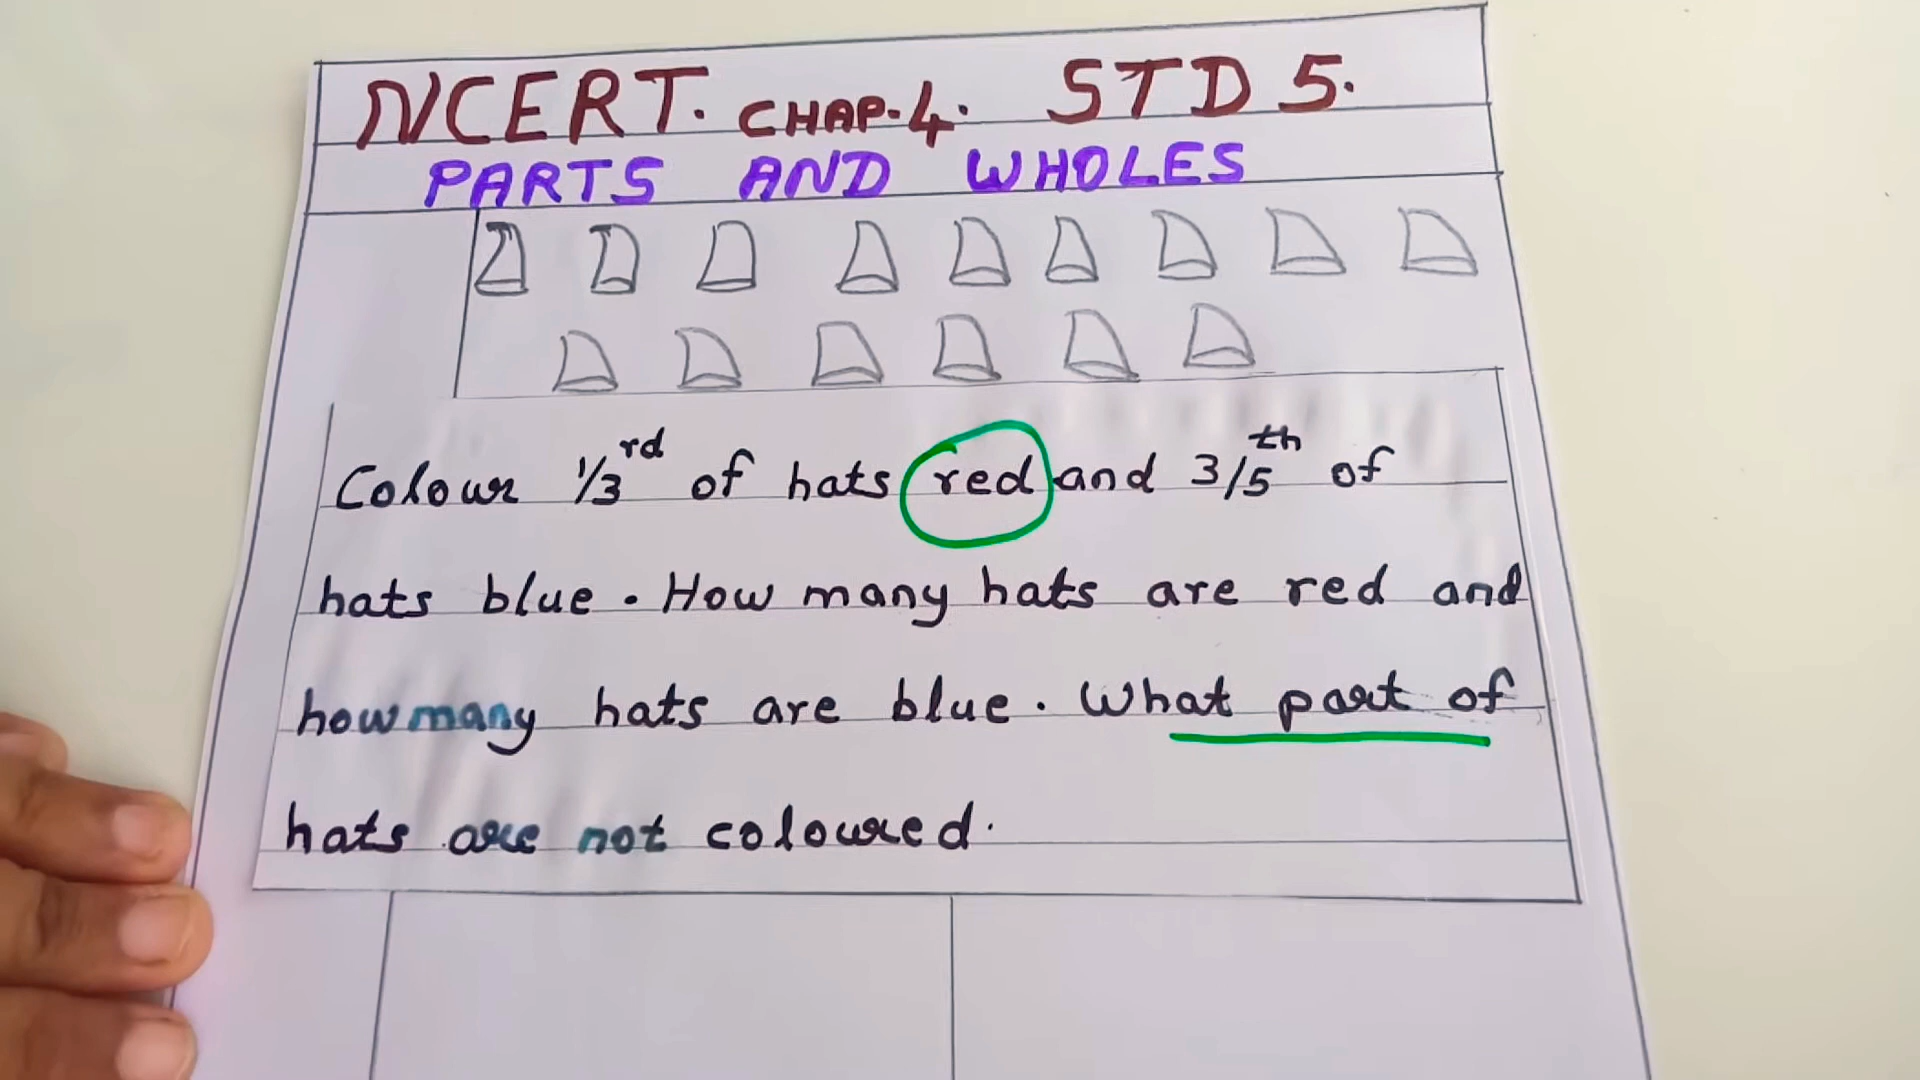 NCERT. CHAP.4. STD 5.
PARTS AND WHOLES
Colour 1/3rd of hats red and 3/5th of
hats blue. How many hats are red and
how many hats are blue. What part of
hats are not coloured.